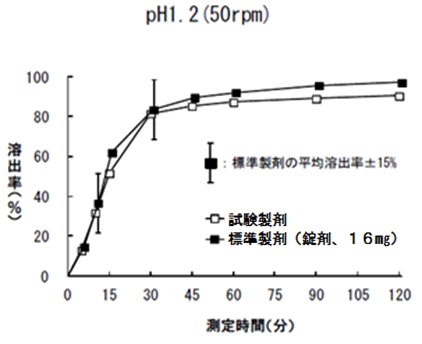 pH1.2(50rpm)
100
80
60
40
20
0
溶出率(%)
：標準製剤の平均溶出率±15%
試験製剤
標準製剤（錠剤、１６㎎）
0 15 30 45 60 75 90 105 120
測定時間(分)